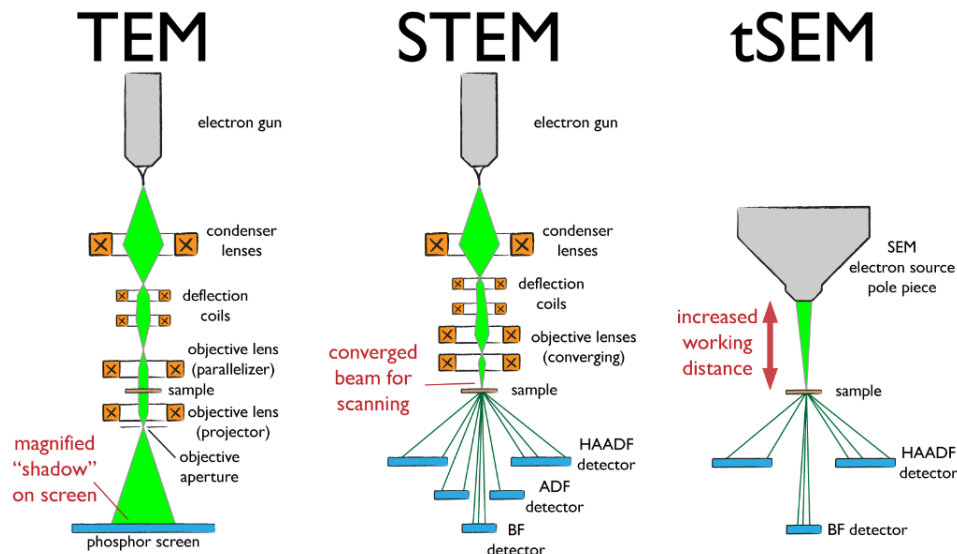 TEM
electron gun
condenser
lenses
deflection
coils
objective lens
(parallelizer)
sample
objective lens
(projector)
objective
aperture
magnified
“shadow”
on screen
phosphor screen
STEM
electron gun
condenser
lenses
deflection
coils
objective lenses
(converging)
converged
beam for
scanning
sample
HAADF
detector
ADF
detector
BF
detector
tSEM
SEM
electron source
pole piece
increased
working
distance
sample
HAADF
detector
BF detector